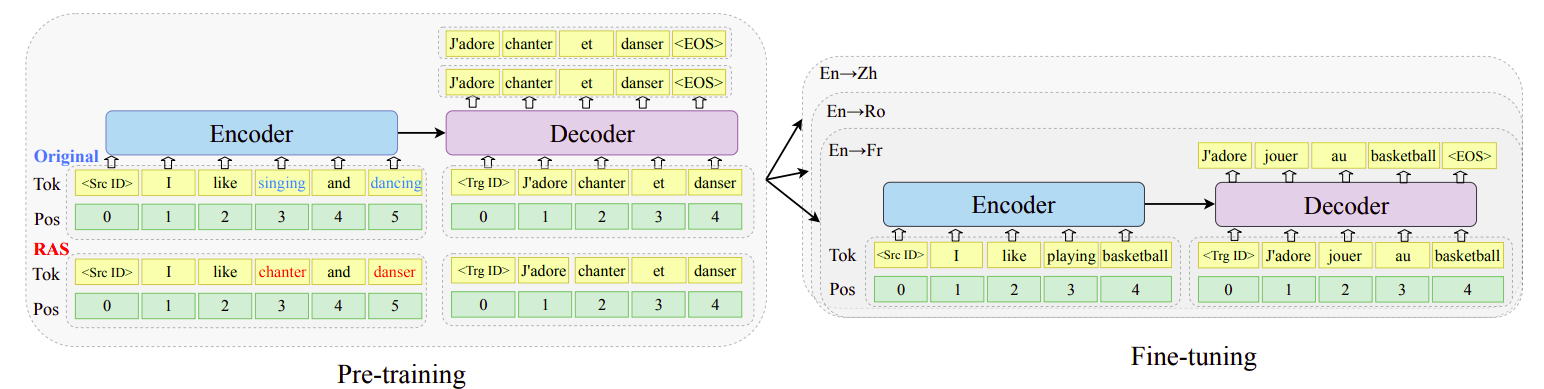 J'adore chanter et danser <EOS>
J'adore chanter et danser <EOS>
Encoder
Decoder
Original
Tok <Src ID> I like singing and dancing
<Trg ID> J'adore chanter et danser
Pos 0 1 2 3 4 5
0 1 2 3 4
RAS
Tok <Src ID> I like chanter and danser
<Trg ID> J'adore chanter et danser
Pos 0 1 2 3 4 5
0 1 2 3 4
Pre-training
En→Zh
En→Ro
En→Fr
J'adore jouer au basketball <EOS>
Encoder
Decoder
Tok <Src ID> I like playing basketball
<Trg ID> J'adore jouer au basketball
Pos 0 1 2 3 4
0 1 2 3 4
Fine-tuning